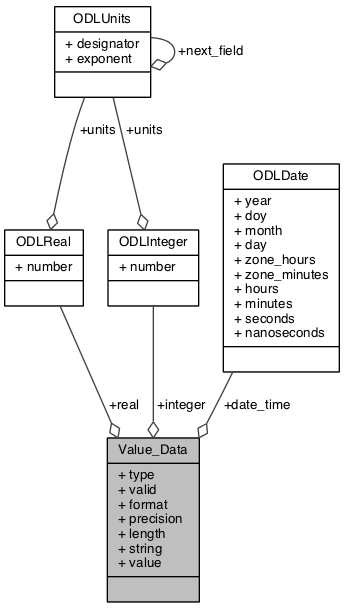 ODLUnits
+ designator
+ exponent
+next_field
+units
+units
ODLDate
+ year
+ doy
+ month
+ day
+ zone_hours
+ zone_minutes
+ hours
+ minutes
+ seconds
+ nanoseconds
ODLReal
+ number
ODLInteger
+ number
+real
+integer
+date_time
Value_Data
+ type
+ valid
+ format
+ precision
+ length
+ string
+ value